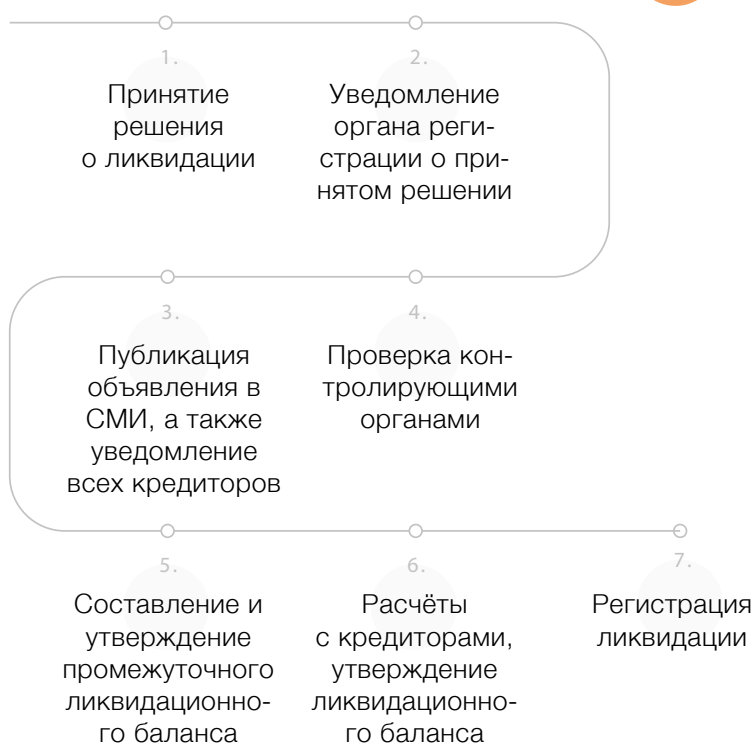 1.
Принятие
решения
о ликвидации
2.
Уведомление
органа реги-
страции о при-
нятом решении
3.
Публикация
объявления в
СМИ, а также
уведомление
всех кредиторов
4.
Проверка кон-
тролирующими
органами
5.
Составление и
утверждение
промежуточного
ликвидационно-
го баланса
6.
Расчёты
с кредиторами,
утверждение
ликвидационно-
го баланса
7.
Регистрация
ликвидации